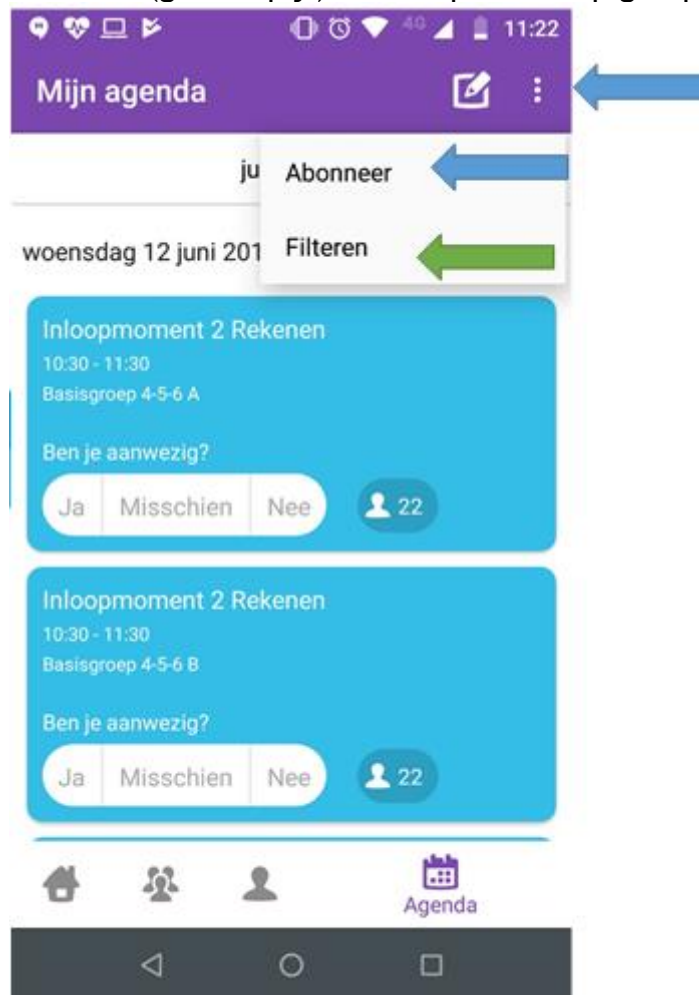 4G 11:22
Mijn agenda
ju
Abonneer
woensdag 12 juni 201
Filteren
Inloopmoment 2 Rekenen
10:30 - 11:30
Basisgroep 4-5-6 A
Ben je aanwezig?
Ja Misschien Nee 22
Inloopmoment 2 Rekenen
10:30 - 11:30
Basisgroep 4-5-6 B
Ben je aanwezig?
Ja Misschien Nee 22
Agenda